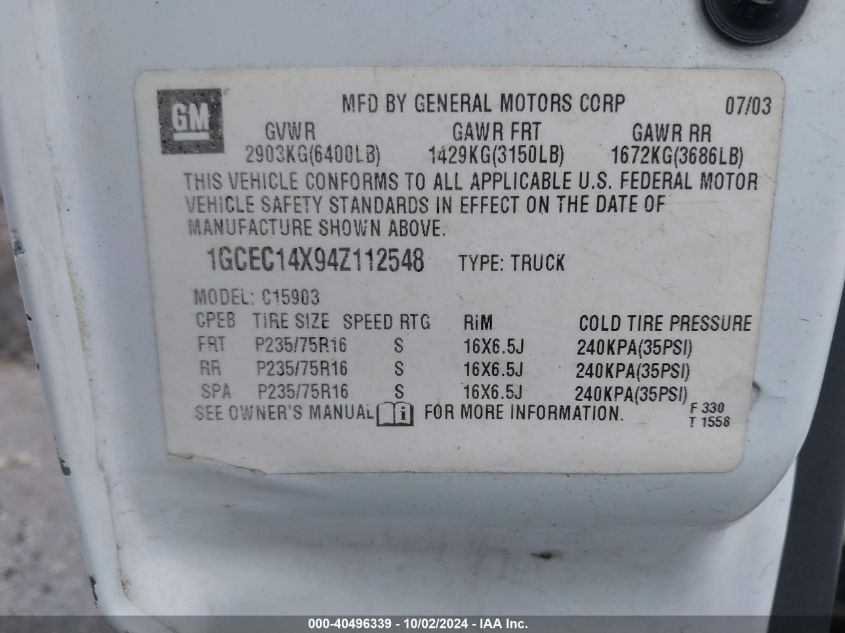 GM
MFD BY GENERAL MOTORS CORP 07/03
GVWR GAWR FRT GAWR RR
2903KG(6400LB) 1429KG(3150LB) 1672KG(3686LB)
THIS VEHICLE CONFORMS TO ALL APPLICABLE U.S. FEDERAL MOTOR
VEHICLE SAFETY STANDARDS IN EFFECT ON THE DATE OF
MANUFACTURE SHOWN ABOVE.
1GCEC14X94Z112548 TYPE: TRUCK
MODEL: C15903
CPEB TIRE SIZE SPEED RTG RIM COLD TIRE PRESSURE
FRT P235/75R16 S 16X6.5J 240KPA(35PSI)
RR P235/75R16 S 16X6.5J 240KPA(35PSI)
SPA P235/75R16 S 16X6.5J 240KPA(35PSI)
SEE OWNER'S MANUAL i FOR MORE INFORMATION.
F 330
T 1556
000-40496339 - 10/02/2024 - IAAI Inc.